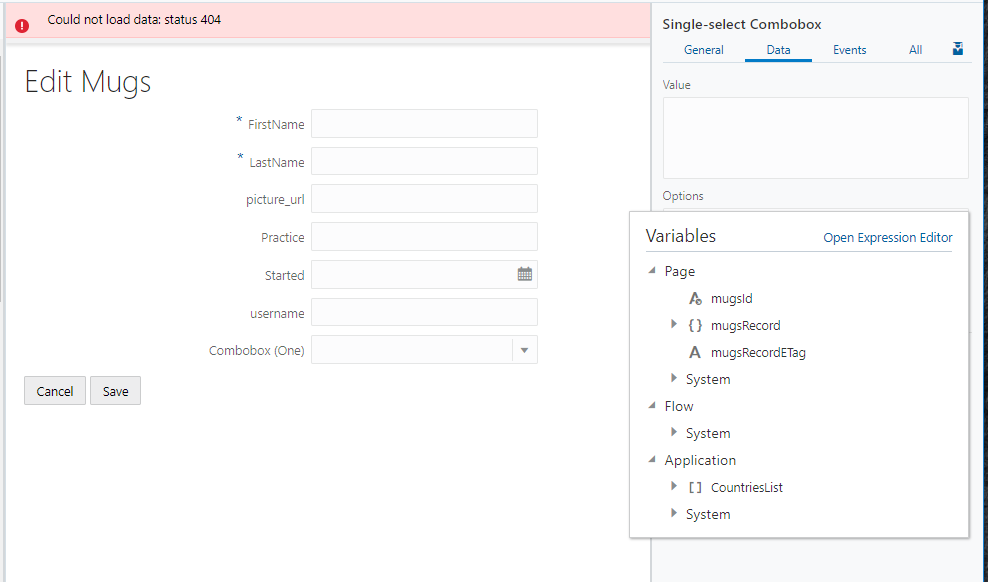 Could not load data: status 404
Edit Mugs
* FirstName
* LastName
picture_url
Practice
Started
username
Combobox (One)
Cancel Save
Single-select Combobox
General Data Events All
Value
Options
Variables Open Expression Editor
Page
mugsId
{ } mugsRecord
A mugsRecordETag
System
Flow
System
Application
[ ] CountriesList
System